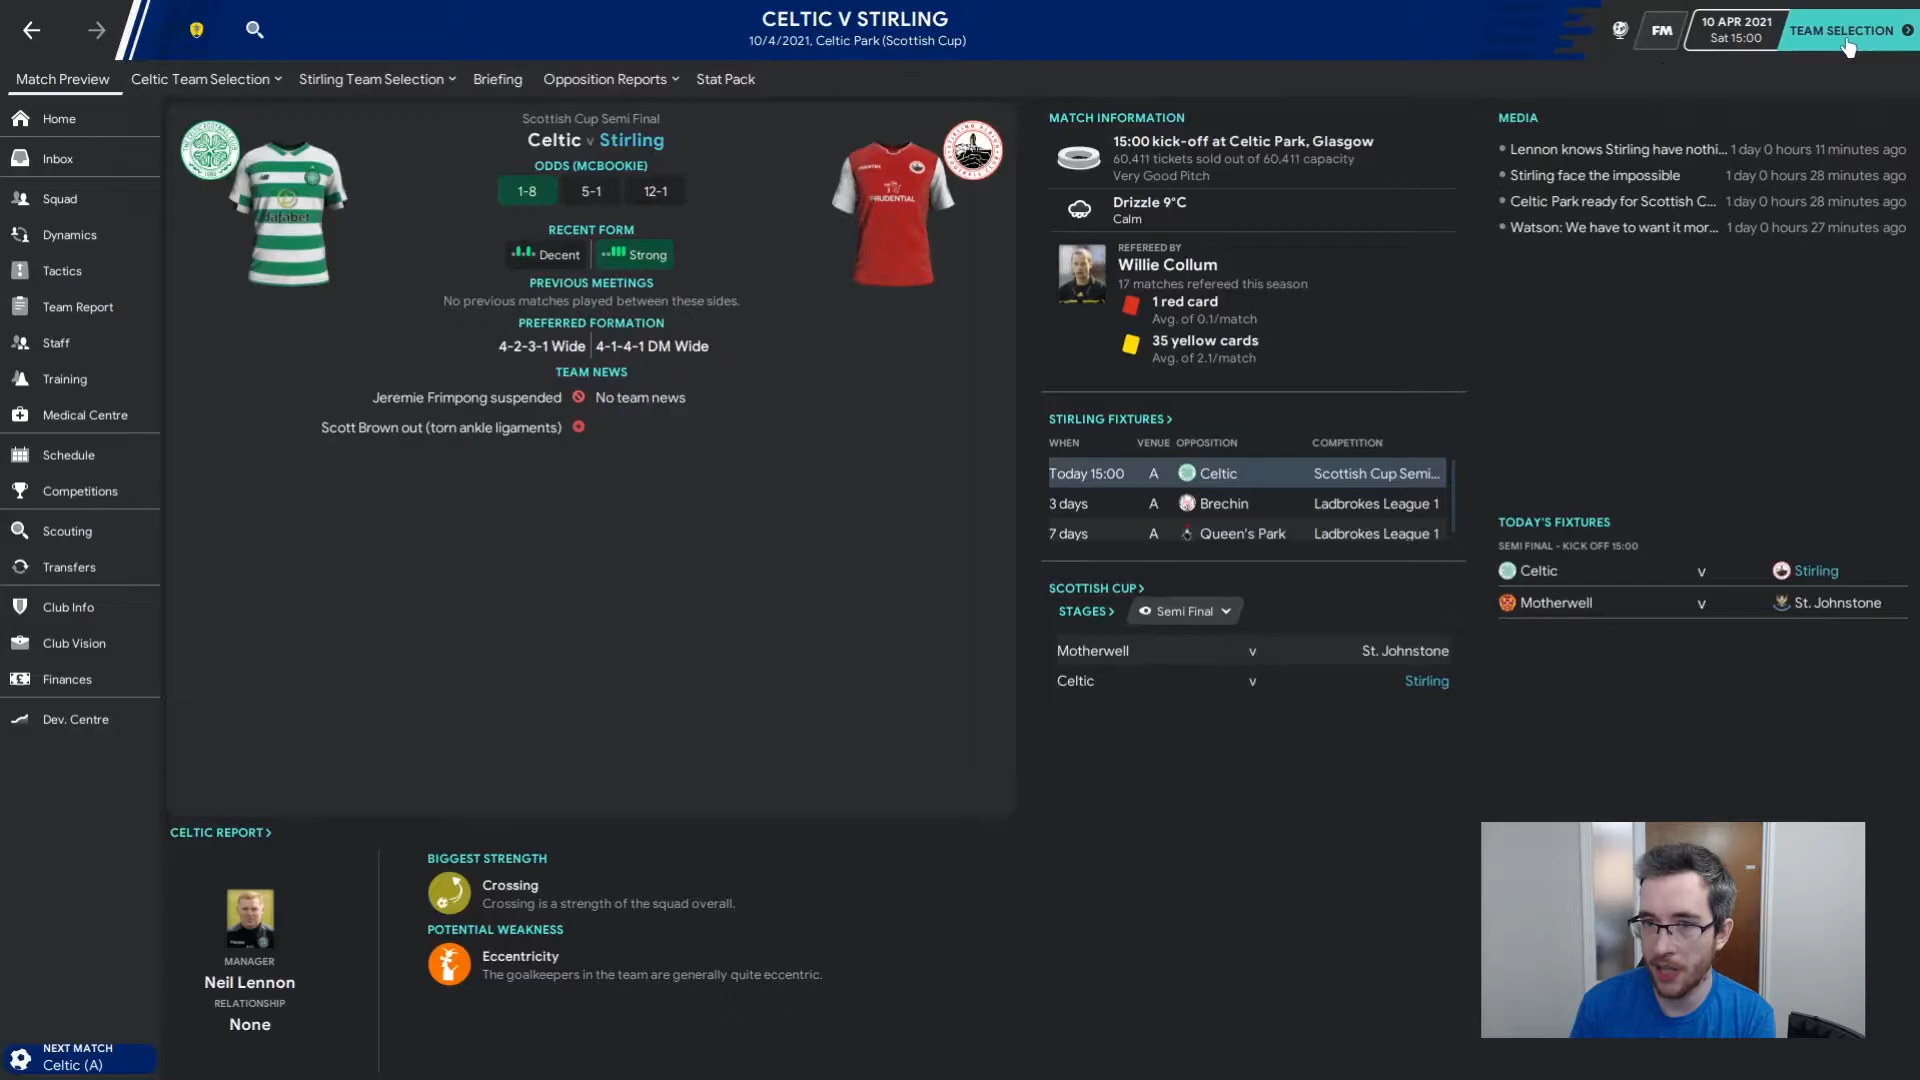 CELTIC V STIRLING
10/4/2021, Celtic Park (Scottish Cup)
FM
10 APR 2021
Sat 15:00
TEAM SELECTION
Match Preview
Celtic Team Selection
Stirling Team Selection
Briefing
Opposition Reports
Stat Pack
Home
Inbox
Squad
Dynamics
Tactics
Team Report
Staff
Training
Medical Centre
Schedule
Competitions
Scouting
Transfers
Club Info
Club Vision
Finances
Dev. Centre
NEXT MATCH
Celtic (A)
Scottish Cup Semi Final
Celtic v Stirling
ODDS (MCBOOKIE)
1-8 5-1 12-1
RECENT FORM
Decent Strong
PREVIOUS MEETINGS
No previous matches played between these sides.
PREFERRED FORMATION
4-2-3-1 Wide 4-1-4-1 DM Wide
TEAM NEWS
Jeremie Frimpong suspended No team news
Scott Brown out (torn ankle ligaments)
dafabet
PRUDENTIAL
CELTIC REPORT >
MANAGER
Neil Lennon
RELATIONSHIP
None
BIGGEST STRENGTH
Crossing
Crossing is a strength of the squad overall.
POTENTIAL WEAKNESS
Eccentricity
The goalkeepers in the team are generally quite eccentric.
MATCH INFORMATION
15:00 kick-off at Celtic Park, Glasgow
60,411 tickets sold out of 60,411 capacity
Very Good Pitch
Drizzle 9°C
Calm
REFEREED BY
Willie Collum
17 matches refereed this season
1 red card
Avg. of 0.1/match
35 yellow cards
Avg. of 2.1/match
STIRLING FIXTURES >
WHEN VENUE OPPOSITION COMPETITION
Today 15:00 A Celtic Scottish Cup Semi...
3 days A Brechin Ladbrokes League 1
7 days A Queen's Park Ladbrokes League 1
SCOTTISH CUP >
STAGES > Semi Final
Motherwell v St. Johnstone
Celtic v Stirling
MEDIA
Lennon knows Stirling have nothi... 1 day 0 hours 11 minutes ago
Stirling face the impossible 1 day 0 hours 28 minutes ago
Celtic Park ready for Scottish C... 1 day 0 hours 28 minutes ago
Watson: We have to want it mor... 1 day 0 hours 27 minutes ago
TODAY'S FIXTURES
SEMI FINAL - KICK OFF 15:00
Celtic v Stirling
Motherwell v St. Johnstone